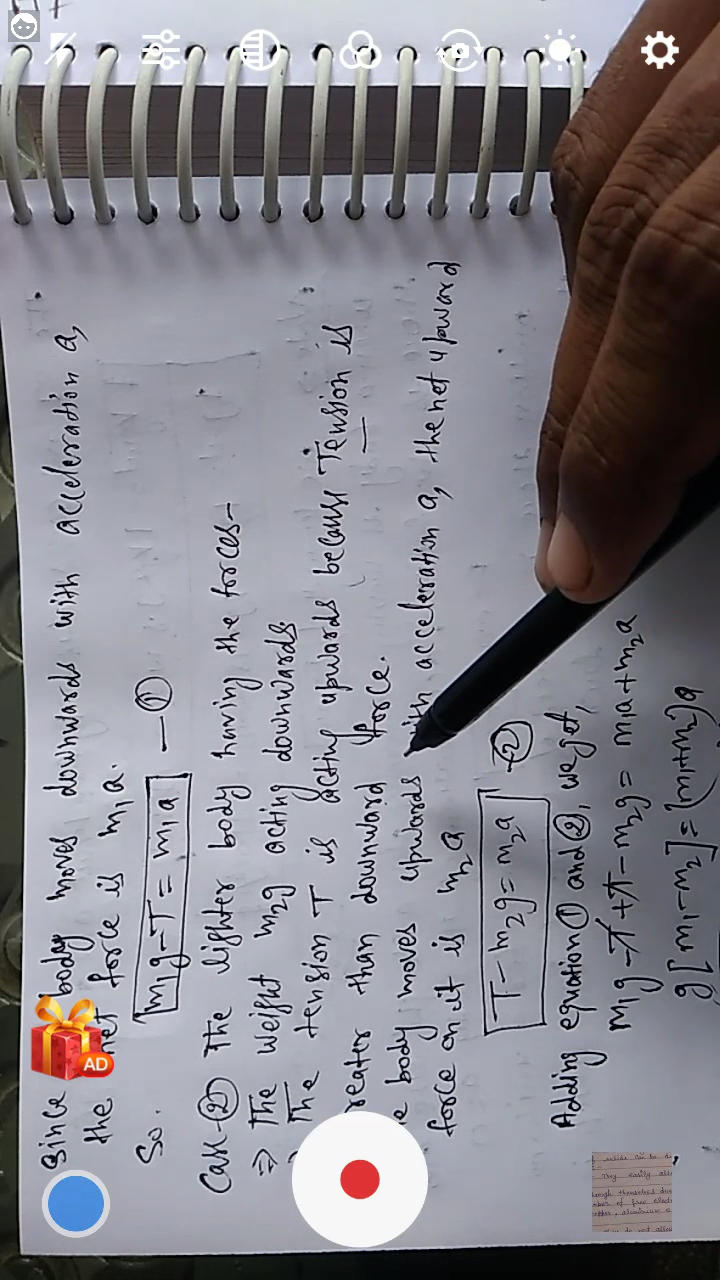 Since body moves downwards with acceleration a,
the net force is m₁a.
So.
m₁g-T = m₁a —①
Case-② The lighter body having the forces-
⇒ The weight m₂g acting downwards
The tension T is acting upwards because Tension is
reater than downward force.
e body moves upwards ith acceleration a, the net upward
force on it is m₂a
T-m₂g = m₂a —②
Adding equation ① and ②, we get,
m₁g-T+T-m₂g = m₁a+m₂a
g[m₁-m₂] = (m₁+m₂)a
AD